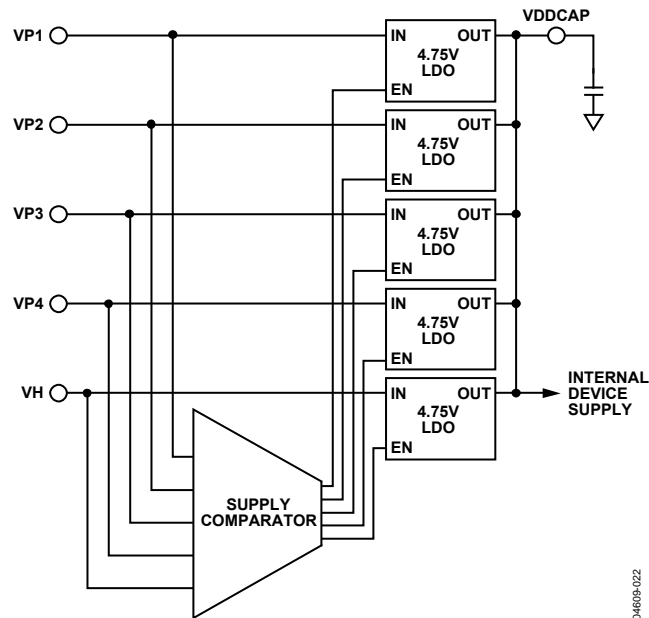 VDDCAP
VP1
IN OUT
4.75V
LDO
EN
VP2
IN OUT
4.75V
LDO
EN
VP3
IN OUT
4.75V
LDO
EN
VP4
IN OUT
4.75V
LDO
EN
VH
IN OUT
4.75V
LDO
EN
INTERNAL
DEVICE
SUPPLY
SUPPLY
COMPARATOR
04609-022